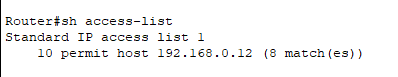 Router#sh access-list
Standard IP access list 1
    10 permit host 192.168.0.12 (8 match(es))